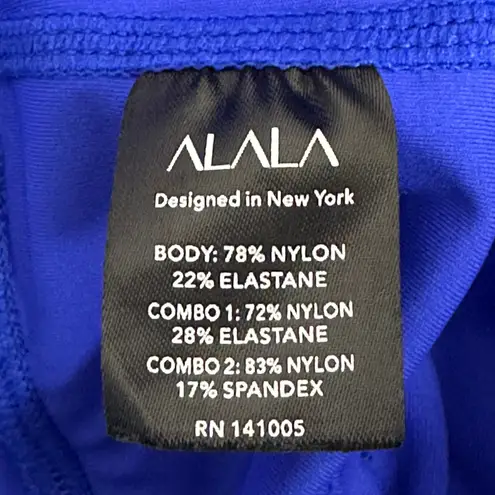 ALALA
Designed in New York
BODY: 78% NYLON
22% ELASTANE
COMBO 1: 72% NYLON
28% ELASTANE
COMBO 2: 83% NYLON
17% SPANDEX
RN 141005